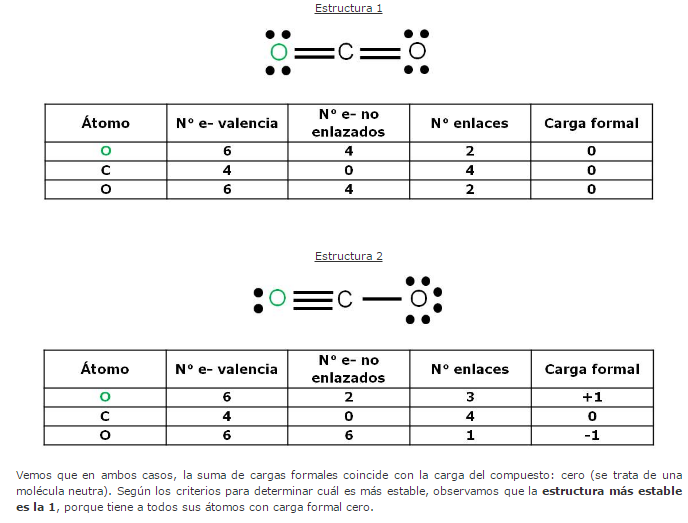 Estructura 1
O C O
Átomo Nº e- valencia Nº e- no enlazados Nº enlaces Carga formal
O 6 4 2 0
C 4 0 4 0
O 6 4 2 0
Estructura 2
O C O
Átomo Nº e- valencia Nº e- no enlazados Nº enlaces Carga formal
O 6 2 3 +1
C 4 0 4 0
O 6 6 1 -1
Vemos que en ambos casos, la suma de cargas formales coincide con la carga del compuesto: cero (se trata de una
molécula neutra). Según los criterios para determinar cuál es más estable, observamos que la estructura más estable
es la 1, porque tiene a todos sus átomos con carga formal cero.